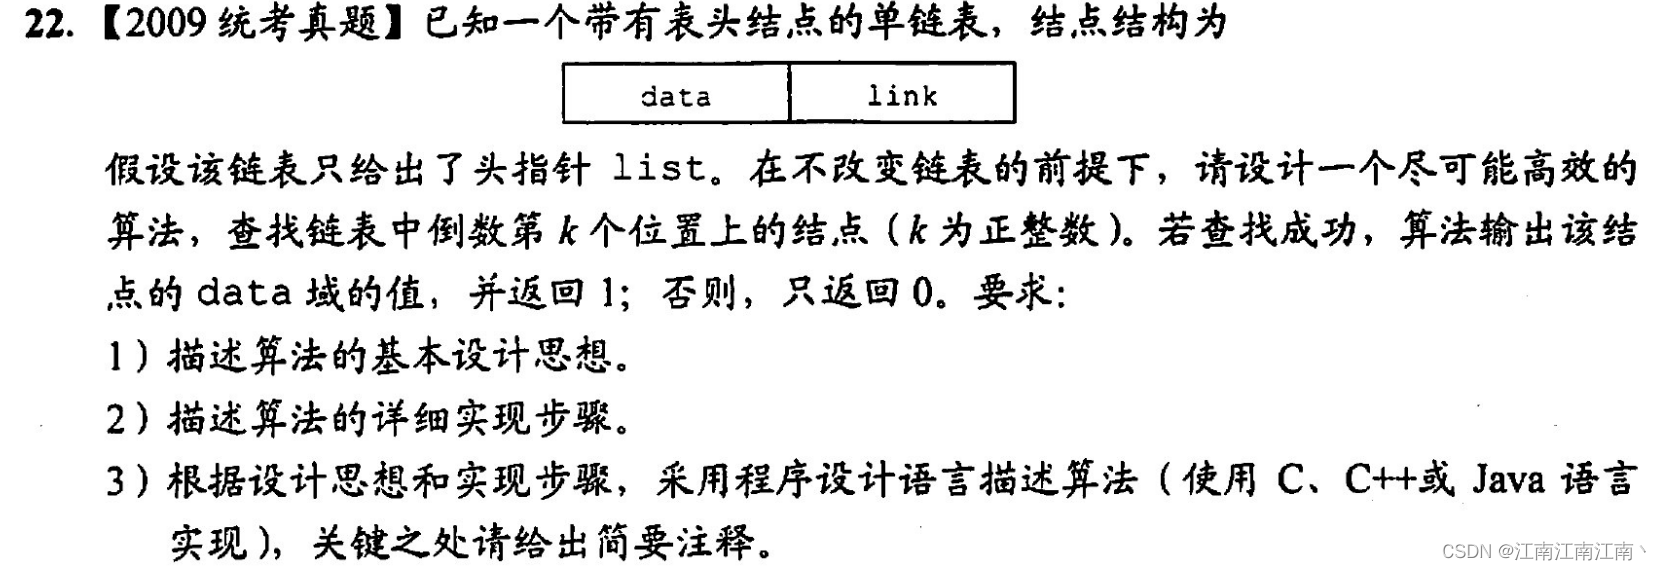 22.【2009 统考真题】已知一个带有表头结点的单链表，结点结构为
data link
假设该链表只给出了头指针 list。在不改变链表的前提下，请设计一个尽可能高效的
算法，查找链表中倒数第 k 个位置上的结点（k 为正整数）。若查找成功，算法输出该结
点的 data 域的值，并返回 1；否则，只返回 0。要求：
1）描述算法的基本设计思想。
2）描述算法的详细实现步骤。
3）根据设计思想和实现步骤，采用程序设计语言描述算法（使用 C、C++或 Java 语言
实现），关键之处请给出简要注释。
CSDN @江南江南江南丶